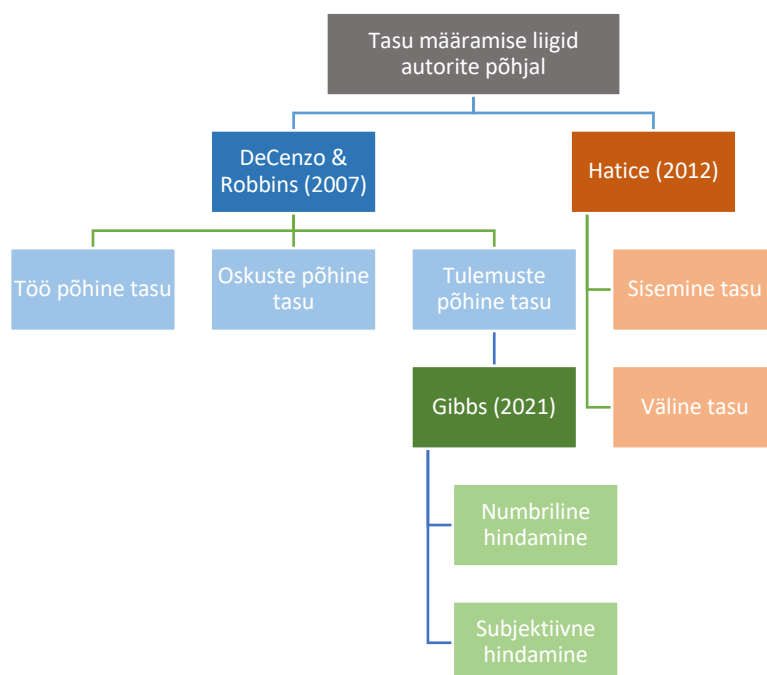 Tasu määramise liigid
autorite põhjal
DeCenzo &
Robbins (2007)
Hatice (2012)
Töö põhine tasu
Oskuste põhine
tasu
Tulemuste
põhine tasu
Sisemine tasu
Gibbs (2021)
Väline tasu
Numbriline
hindamine
Subjektiivne
hindamine